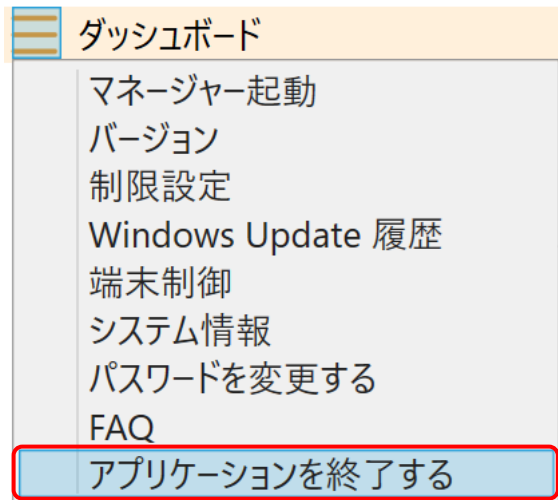 ダッシュボード
マネージャー起動
バージョン
制限設定
Windows Update 履歴
端末制御
システム情報
パスワードを変更する
FAQ
アプリケーションを終了する